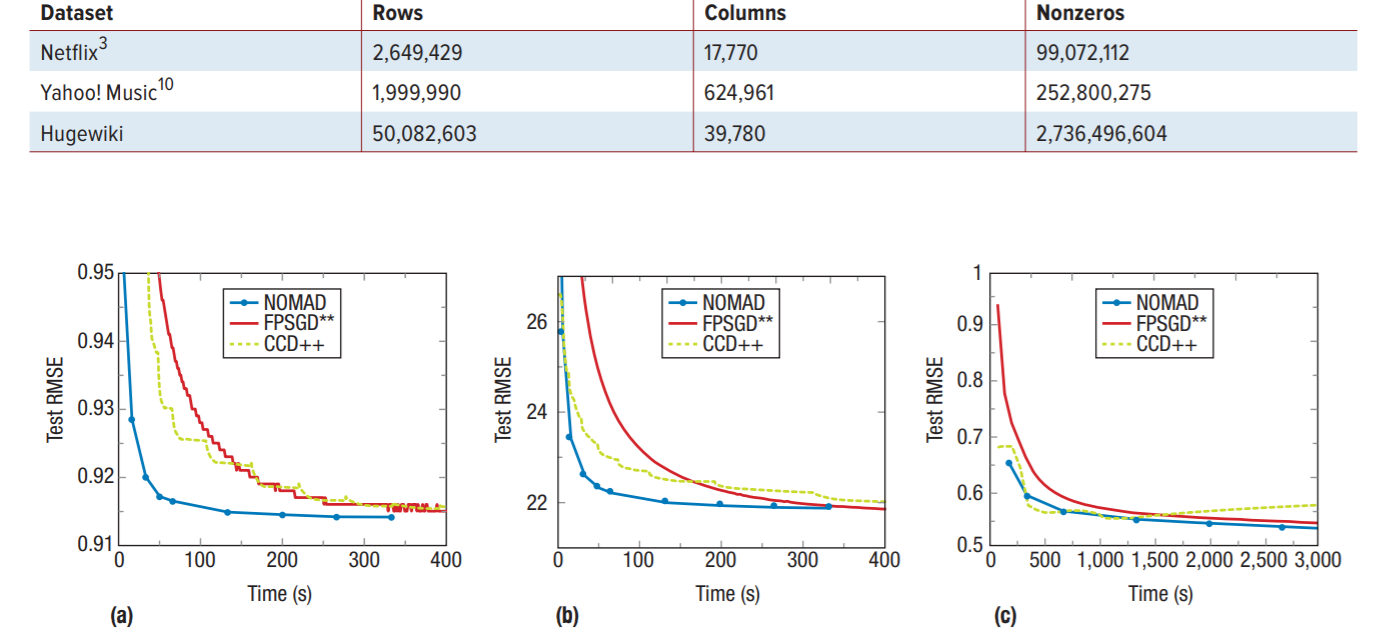 Dataset Rows Columns Nonzeros
Netflix3 2,649,429 17,770 99,072,112
Yahoo! Music10 1,999,990 624,961 252,800,275
Hugewiki 50,082,603 39,780 2,736,496,604
0.95
0.94
0.93
0.92
0.91
Test RMSE
NOMAD
FPSGD**
CCD++
0 100 200 300 400
Time (s)
(a)
26
24
22
Test RMSE
NOMAD
FPSGD**
CCD++
0 100 200 300 400
Time (s)
(b)
1
0.9
0.8
0.7
0.6
0.5
Test RMSE
NOMAD
FPSGD**
CCD++
0 500 1,000 1,500 2,000 2,500 3,000
Time (s)
(c)